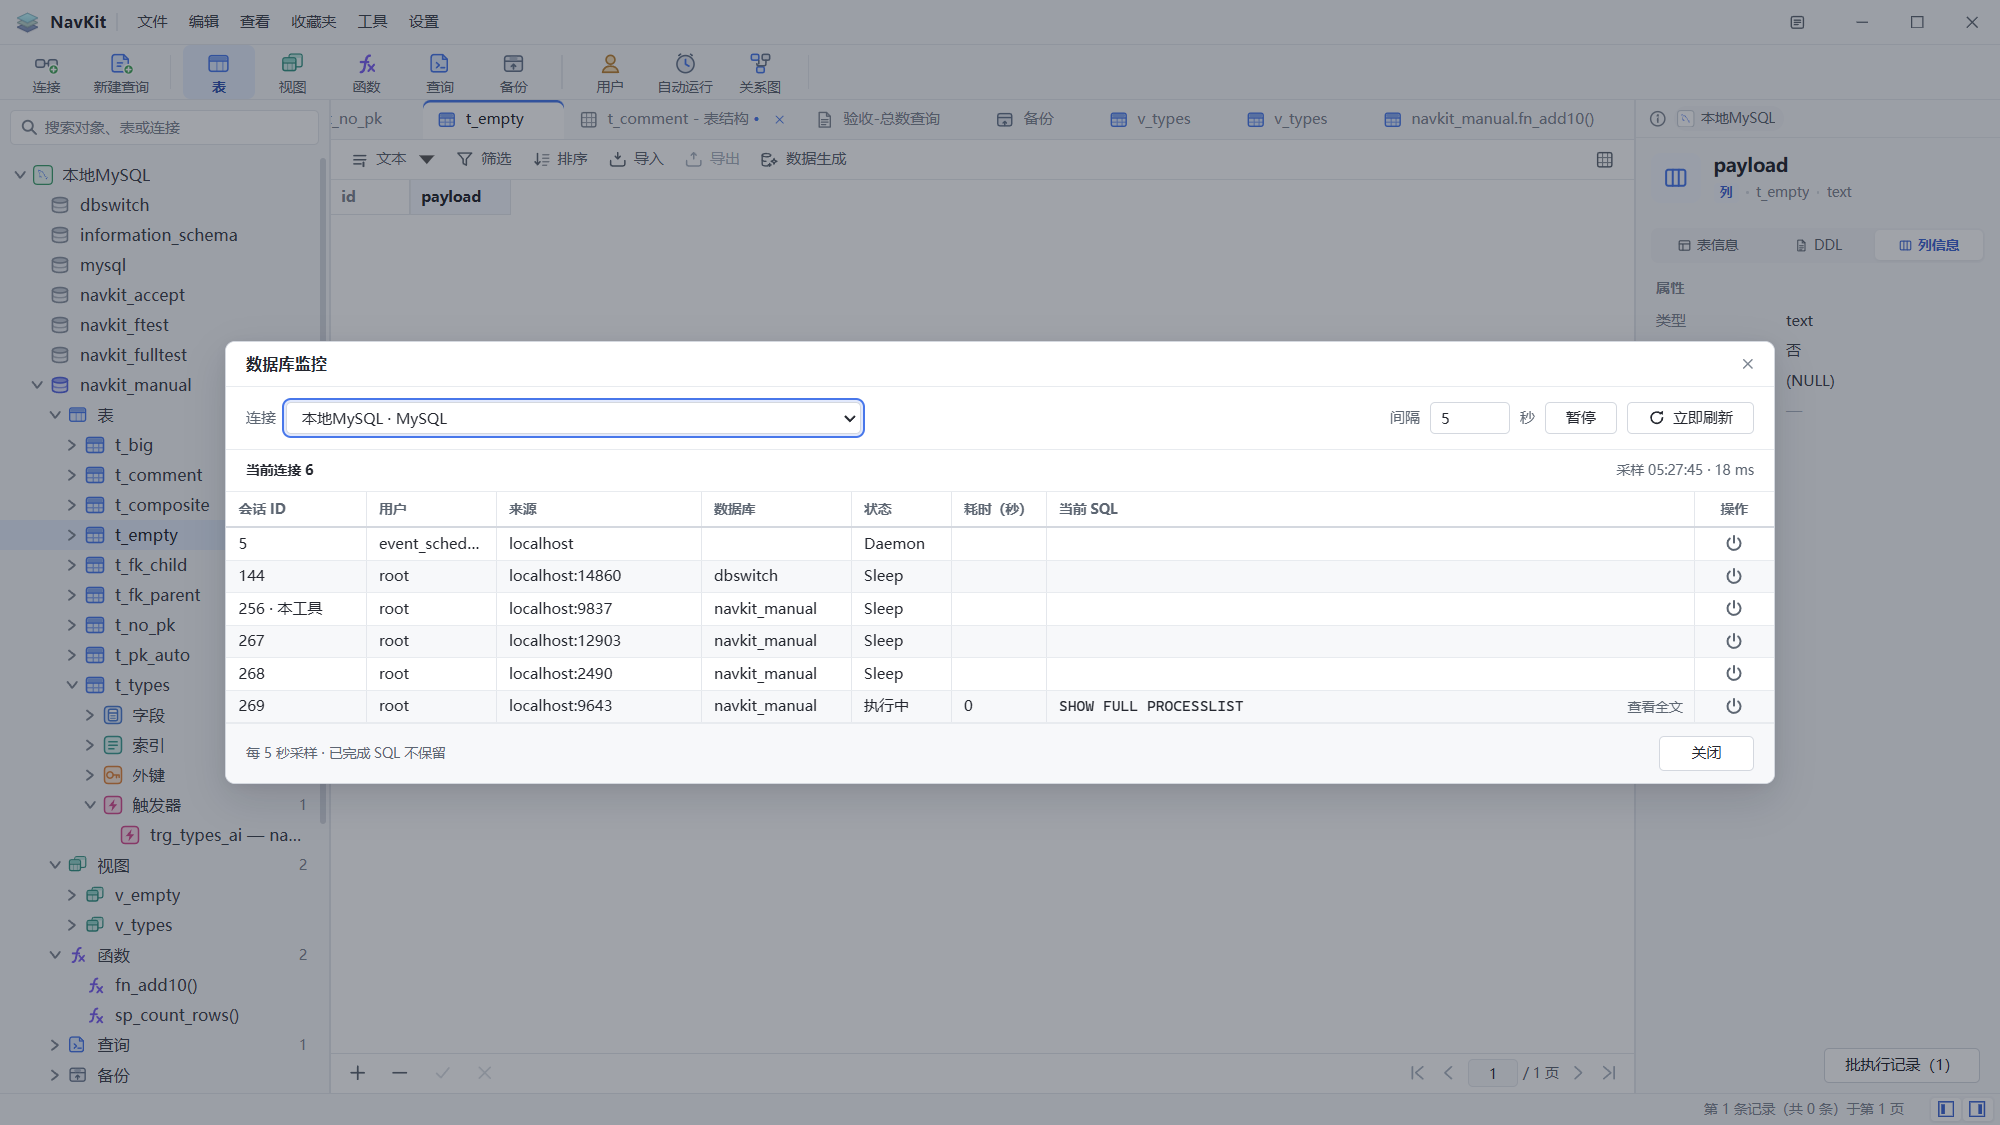 NavKit 文件 编辑 查看 收藏夹 工具 设置
连接 新建查询 表 视图 函数 查询 备份 用户 自动运行 关系图
搜索对象、表或连接
本地MySQL
dbswitch
information_schema
mysql
navkit_accept
navkit_ftest
navkit_fulltest
navkit_manual
表
t_big
t_comment
t_composite
t_empty
t_fk_child
t_fk_parent
t_no_pk
t_pk_auto
t_types
字段
索引
外键
触发器 1
trg_types_ai — na...
视图 2
v_empty
v_types
函数 2
fn_add10()
sp_count_rows()
查询 1
备份
_no_pk t_empty t_comment - 表结构 • × 验收-总数查询 备份 v_types v_types navkit_manual.fn_add10()
文本 筛选 排序 导入 导出 数据生成
id payload
数据库监控
连接 本地MySQL · MySQL 间隔 5 秒 暂停 立即刷新
当前连接 6 采样 05:27:45 · 18 ms
会话 ID 用户 来源 数据库 状态 耗时（秒） 当前 SQL 操作
5 event_sched... localhost Daemon
144 root localhost:14860 dbswitch Sleep
256 · 本工具 root localhost:9837 navkit_manual Sleep
267 root localhost:12903 navkit_manual Sleep
268 root localhost:2490 navkit_manual Sleep
269 root localhost:9643 navkit_manual 执行中 0 SHOW FULL PROCESSLIST 查看全文
每 5 秒采样 · 已完成 SQL 不保留 关闭
1 / 1 页
本地MySQL
payload
列 · t_empty · text
表信息 DDL 列信息
属性
类型 text
否
(NULL)
—
批执行记录（1）
第 1 条记录（共 0 条）于第 1 页